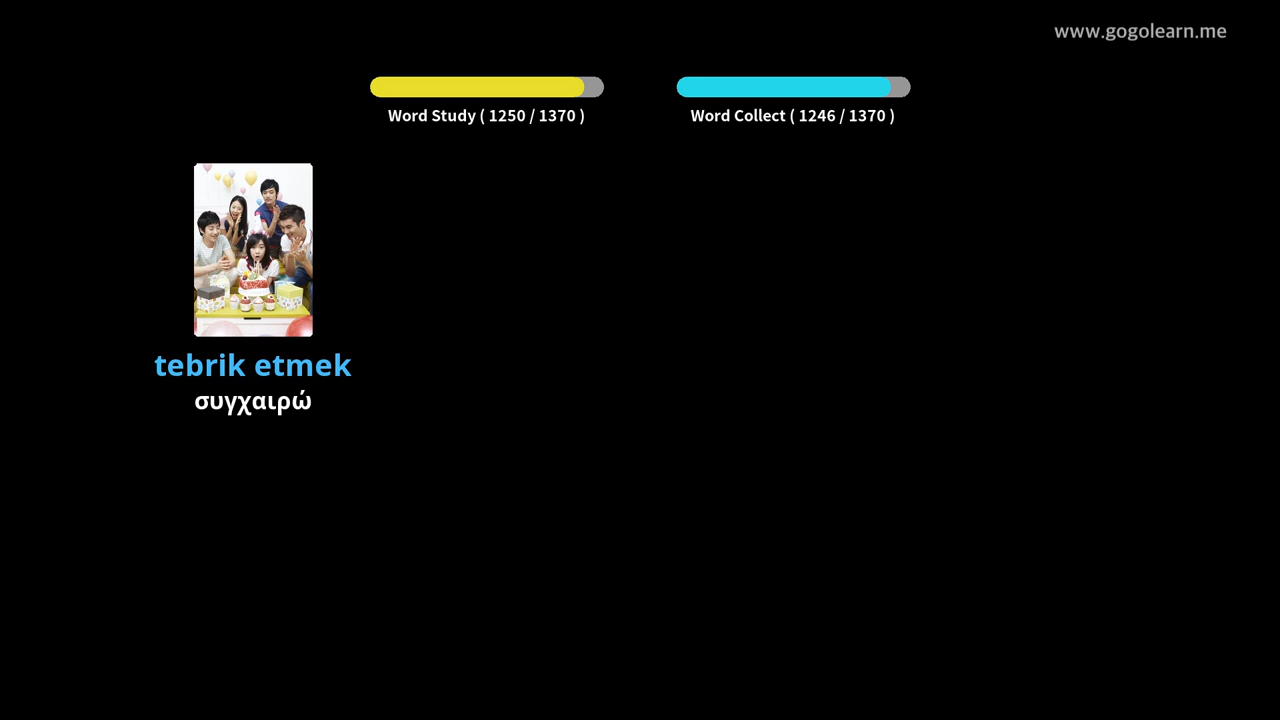 www.gogolearn.me
Word Study ( 1250 / 1370 )
Word Collect ( 1246 / 1370 )
tebrik etmek
συγχαιρώ